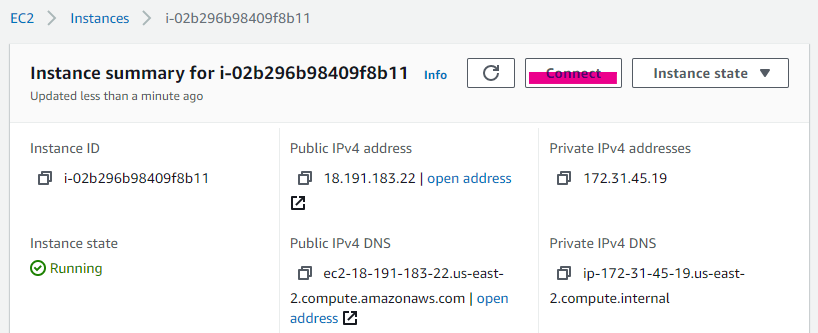 EC2 > Instances > i-02b296b98409f8b11
Instance summary for i-02b296b98409f8b11 Info Connect Instance state
Updated less than a minute ago
Instance ID
i-02b296b98409f8b11
Public IPv4 address
18.191.183.22 | open address
Private IPv4 addresses
172.31.45.19
Instance state
Running
Public IPv4 DNS
ec2-18-191-183-22.us-east-
2.compute.amazonaws.com | open
address
Private IPv4 DNS
ip-172-31-45-19.us-east-
2.compute.internal